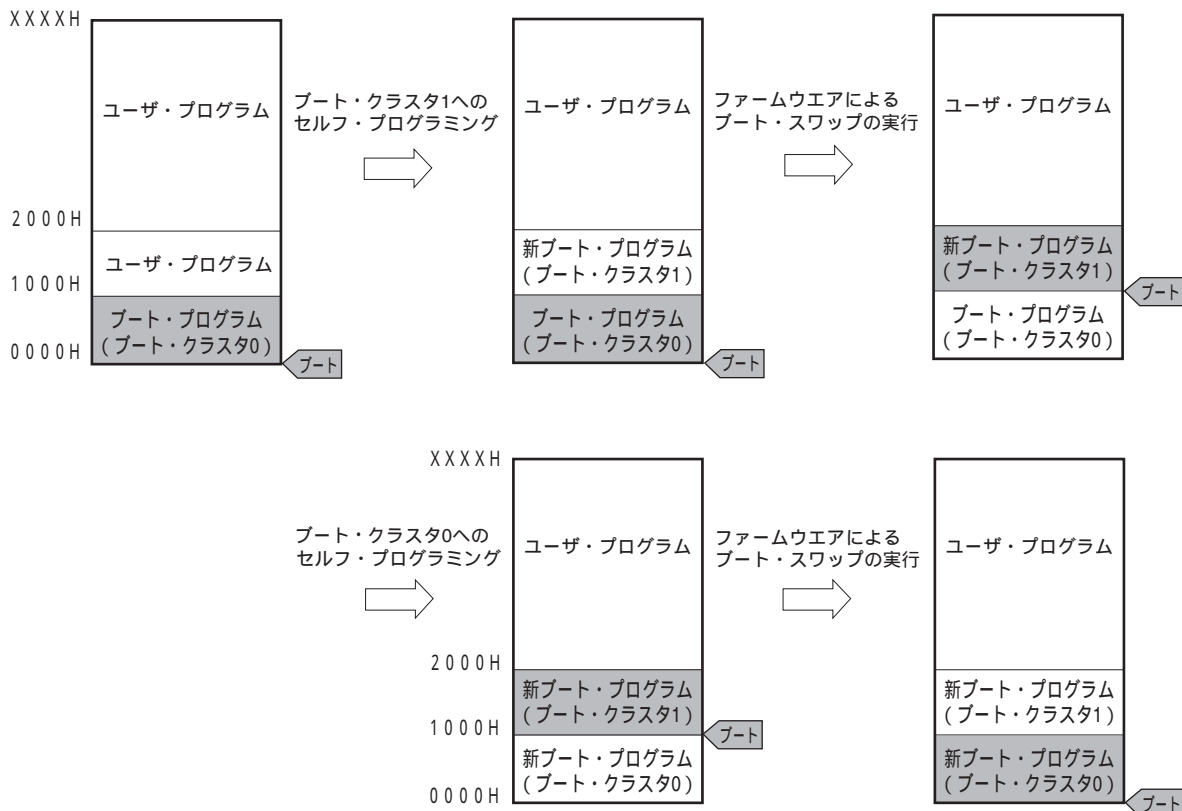 XXXXH
ユーザ・プログラム
2000H
ユーザ・プログラム
1000H
ブート・プログラム
(ブート・クラスタ0)
0000H
ブート
ブート・クラスタ1への
セルフ・プログラミング
ユーザ・プログラム
新ブート・プログラム
(ブート・クラスタ1)
ブート・プログラム
(ブート・クラスタ0)
ブート
ファームウエアによる
ブート・スワップの実行
ユーザ・プログラム
新ブート・プログラム
(ブート・クラスタ1)
ブート
ブート・プログラム
(ブート・クラスタ0)
ブート・クラスタ0への
セルフ・プログラミング
XXXXH
ユーザ・プログラム
2000H
新ブート・プログラム
(ブート・クラスタ1)
1000H
ブート
新ブート・プログラム
(ブート・クラスタ0)
0000H
ファームウエアによる
ブート・スワップの実行
ユーザ・プログラム
新ブート・プログラム
(ブート・クラスタ1)
新ブート・プログラム
(ブート・クラスタ0)
ブート